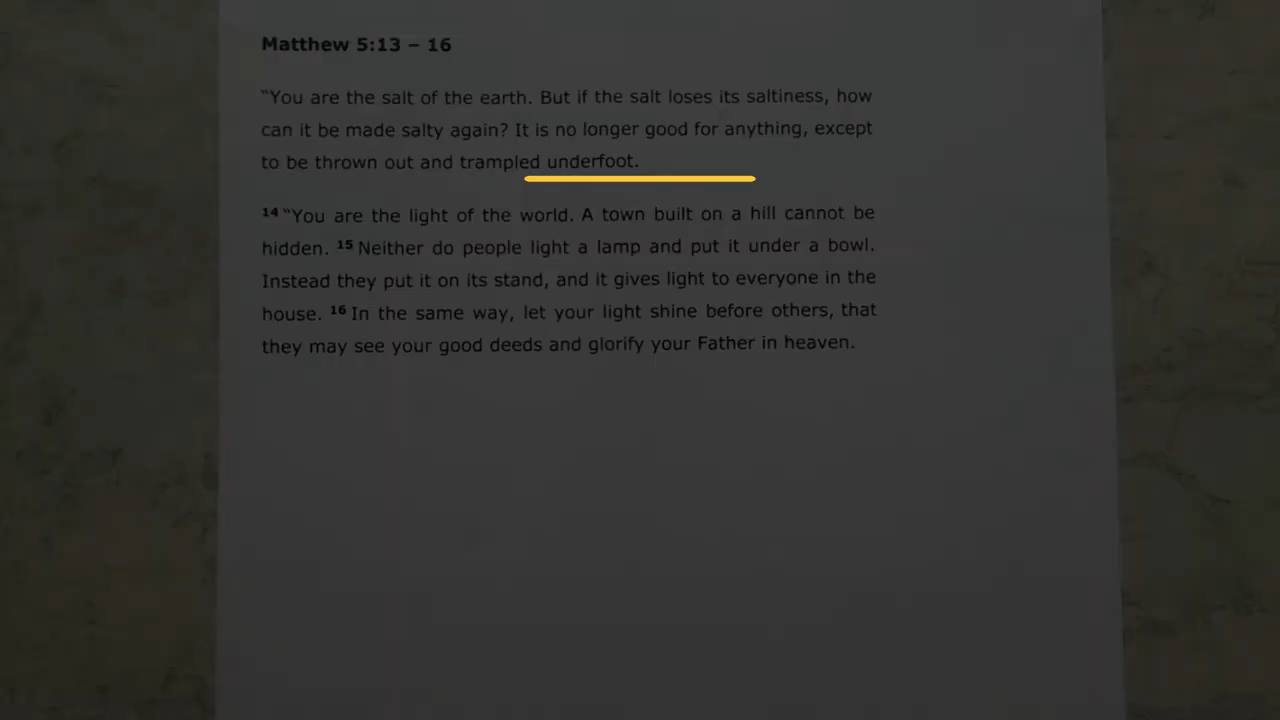 Matthew 5:13 – 16
“You are the salt of the earth. But if the salt loses its saltiness, how
can it be made salty again? It is no longer good for anything, except
to be thrown out and trampled underfoot.
14 “You are the light of the world. A town built on a hill cannot be
hidden. 15 Neither do people light a lamp and put it under a bowl.
Instead they put it on its stand, and it gives light to everyone in the
house. 16 In the same way, let your light shine before others, that
they may see your good deeds and glorify your Father in heaven.